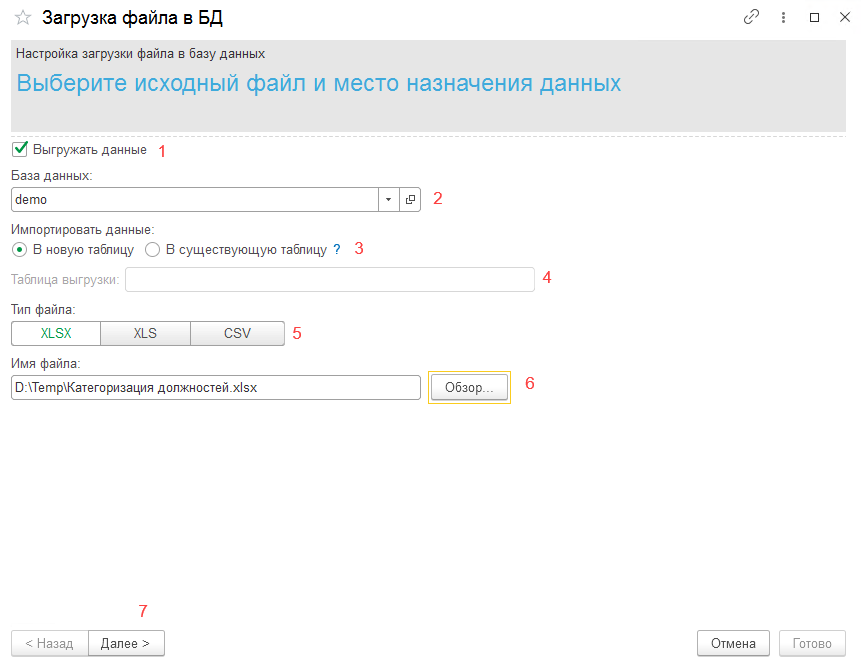 Загрузка файла в БД
Настройка загрузки файла в базу данных
Выберите исходный файл и место назначения данных
Выгружать данные 1
База данных:
demo 2
Импортировать данные:
В новую таблицу В существующую таблицу ? 3
Таблица выгрузки: 4
Тип файла:
XLSX XLS CSV 5
Имя файла:
D:\Temp\Категоризация должностей.xlsx Обзор... 6
7
< Назад Далее > Отмена Готово